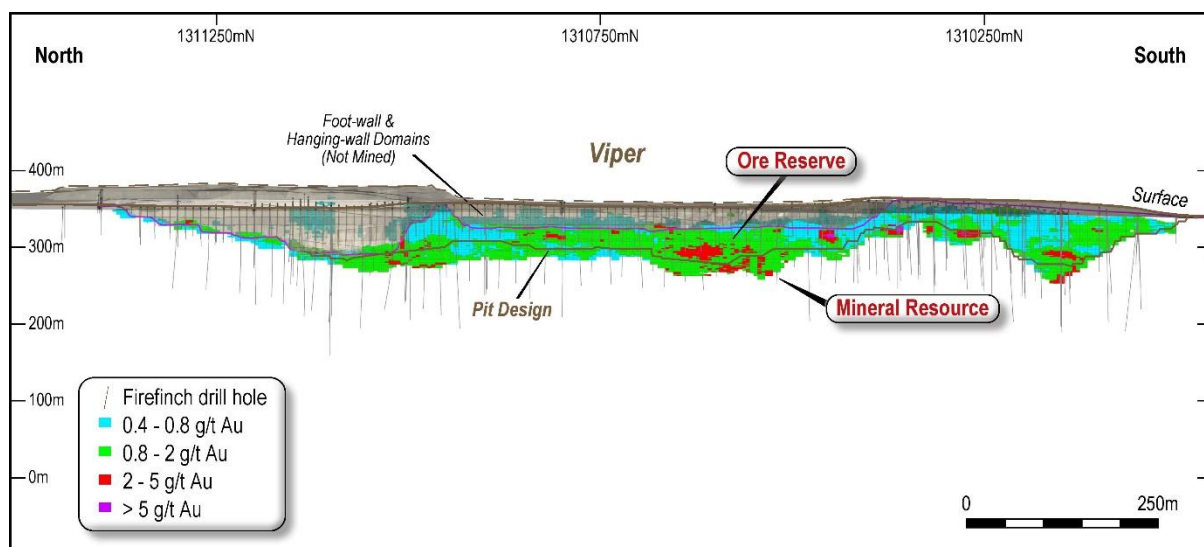 1311250mN
1310750mN
1310250mN
North
South
Foot-wall &
Hanging-wall Domains
(Not Mined)
Viper
Ore Reserve
400m
Surface
300m
Pit Design
Mineral Resource
200m
100m
0m
Firefinch drill hole
0.4 - 0.8 g/t Au
0.8 - 2 g/t Au
2 - 5 g/t Au
> 5 g/t Au
0
250m